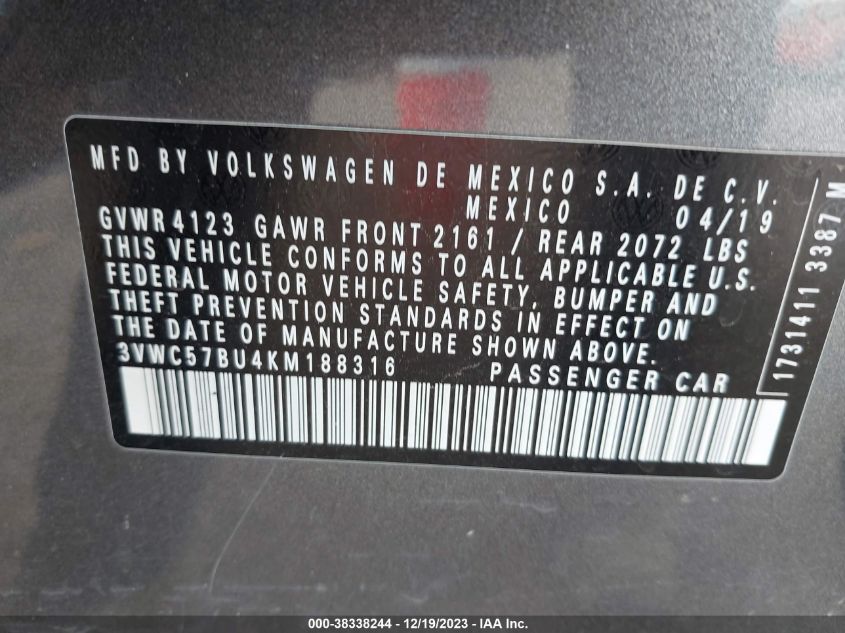 MFD BY VOLKSWAGEN DE MEXICO S.A. DE C.V.
MEXICO 04/19
GVWR 4123 GAWR FRONT 2161 / REAR 2072 LBS
THIS VEHICLE CONFORMS TO ALL APPLICABLE U.S.
FEDERAL MOTOR VEHICLE SAFETY, BUMPER AND
THEFT PREVENTION STANDARDS IN EFFECT ON
THE DATE OF MANUFACTURE SHOWN ABOVE.
3VWC57BU4KM188316 PASSENGER CAR
1731411 3387 M
000-38338244 - 12/19/2023 - IAA Inc.